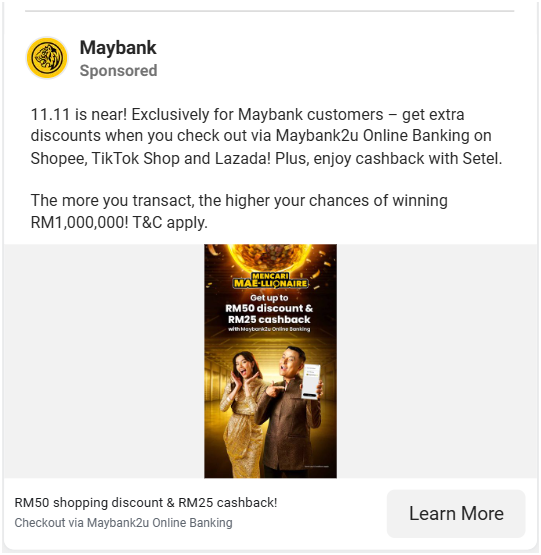 Maybank
Sponsored
11.11 is near! Exclusively for Maybank customers – get extra
discounts when you check out via Maybank2u Online Banking on
Shopee, TikTok Shop and Lazada! Plus, enjoy cashback with Setel.
The more you transact, the higher your chances of winning
RM1,000,000! T&C apply.
MENCARI
MAE-LLIONAIRE
Get up to
RM50 discount &
RM25 cashback
with Maybank2u Online Banking
RM50 shopping discount & RM25 cashback!
Checkout via Maybank2u Online Banking
Learn More